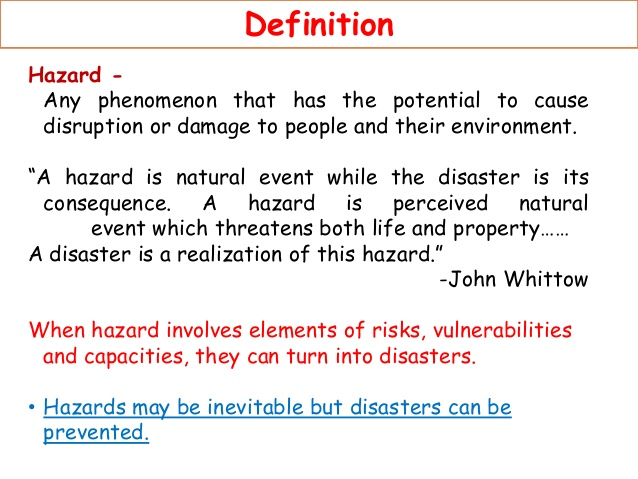 Definition
Hazard -
Any phenomenon that has the potential to cause
disruption or damage to people and their environment.
“A hazard is natural event while the disaster is its
consequence. A hazard is perceived natural
event which threatens both life and property……
A disaster is a realization of this hazard.”
-John Whittow
When hazard involves elements of risks, vulnerabilities
and capacities, they can turn into disasters.
• Hazards may be inevitable but disasters can be
prevented.